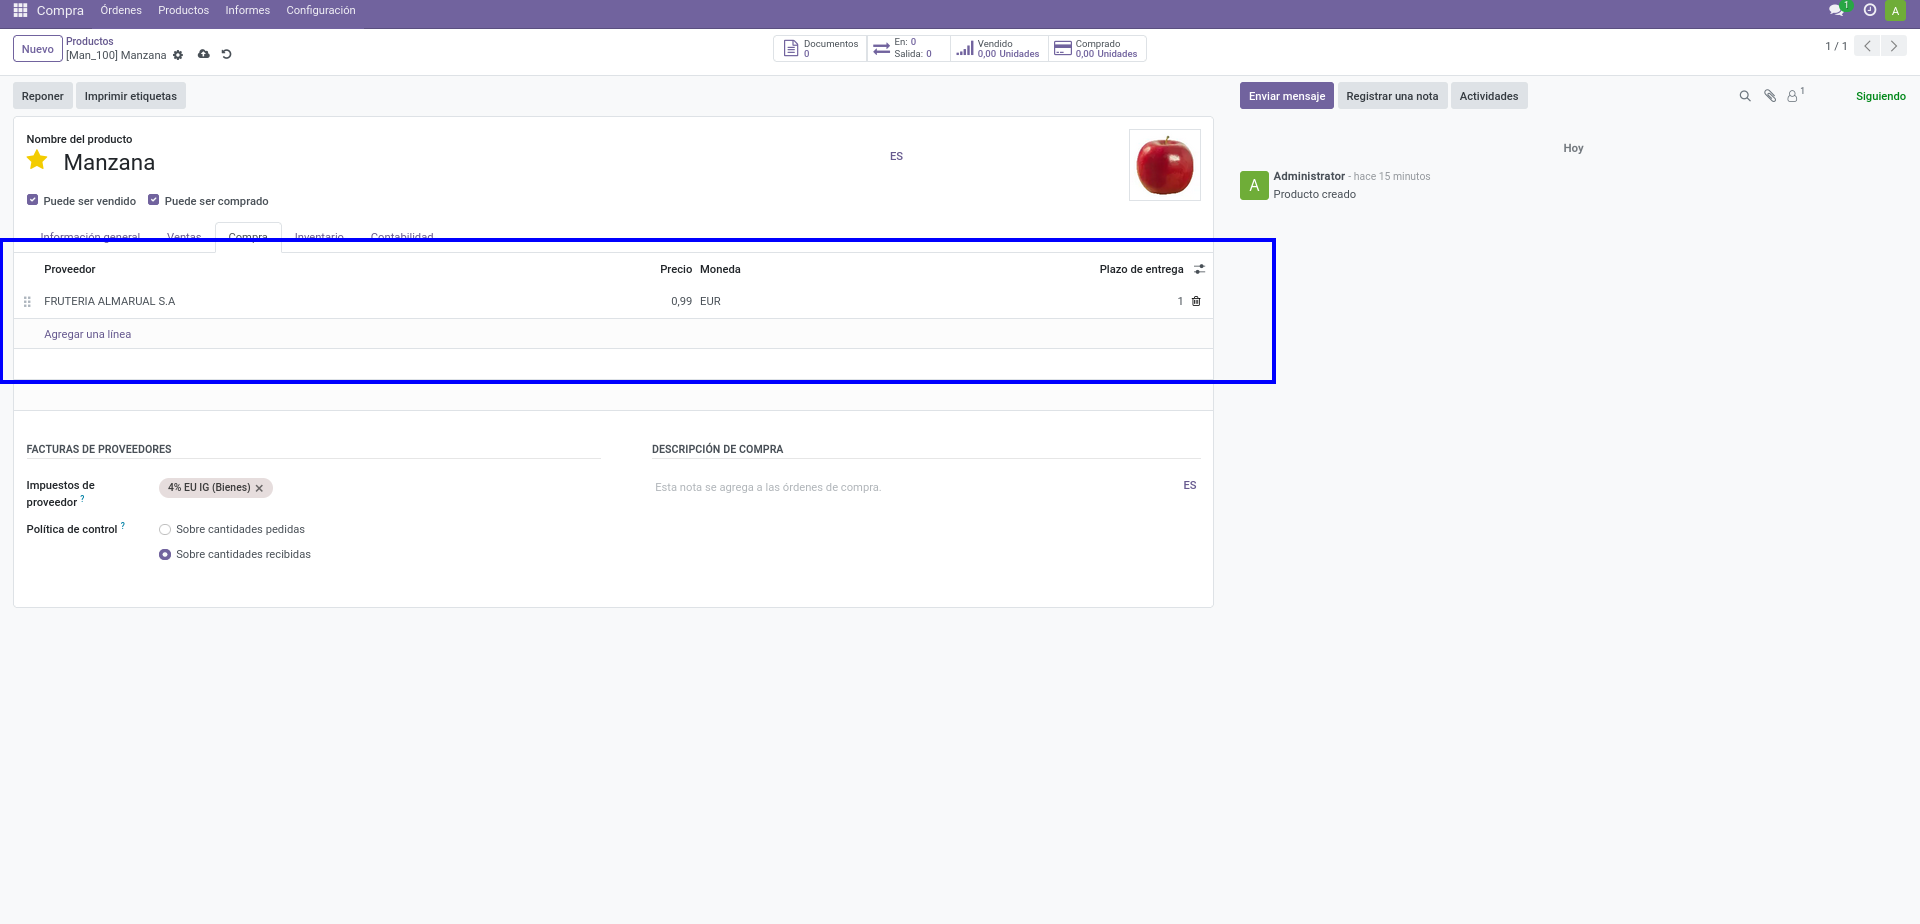 Compra Órdenes Productos Informes Configuración 1 A
Nuevo
Productos
[Man_100] Manzana
Documentos
0
En: 0
Salida: 0
Vendido
0,00 Unidades
Comprado
0,00 Unidades
1 / 1
Reponer Imprimir etiquetas
Enviar mensaje Registrar una nota Actividades 1 Siguiendo
Nombre del producto
Manzana ES
Puede ser vendido Puede ser comprado
Información general Ventas Compra Inventario Contabilidad
Proveedor Precio Moneda Plazo de entrega
FRUTERIA ALMARUAL S.A 0,99 EUR 1
Agregar una línea
FACTURAS DE PROVEEDORES
Impuestos de
proveedor ?
4% EU IG (Bienes)
Política de control ?
Sobre cantidades pedidas
Sobre cantidades recibidas
DESCRIPCIÓN DE COMPRA
Esta nota se agrega a las órdenes de compra. ES
Hoy
A
Administrator - hace 15 minutos
Producto creado